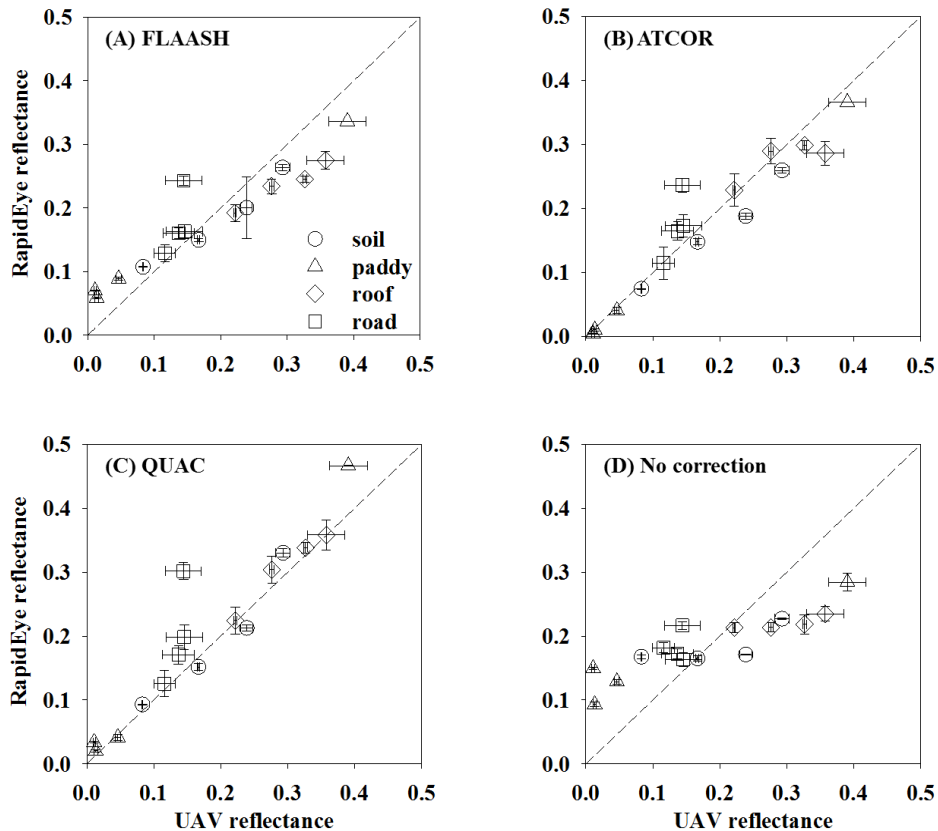 (A) FLAASH
RapidEye reflectance
0.5
0.4
0.3
0.2
0.1
0.0
soil
paddy
roof
road
0.0 0.1 0.2 0.3 0.4 0.5
UAV reflectance
(B) ATCOR
0.5
0.4
0.3
0.2
0.1
0.0
0.0 0.1 0.2 0.3 0.4 0.5
UAV reflectance
(C) QUAC
RapidEye reflectance
0.5
0.4
0.3
0.2
0.1
0.0
0.0 0.1 0.2 0.3 0.4 0.5
UAV reflectance
(D) No correction
0.5
0.4
0.3
0.2
0.1
0.0
0.0 0.1 0.2 0.3 0.4 0.5
UAV reflectance